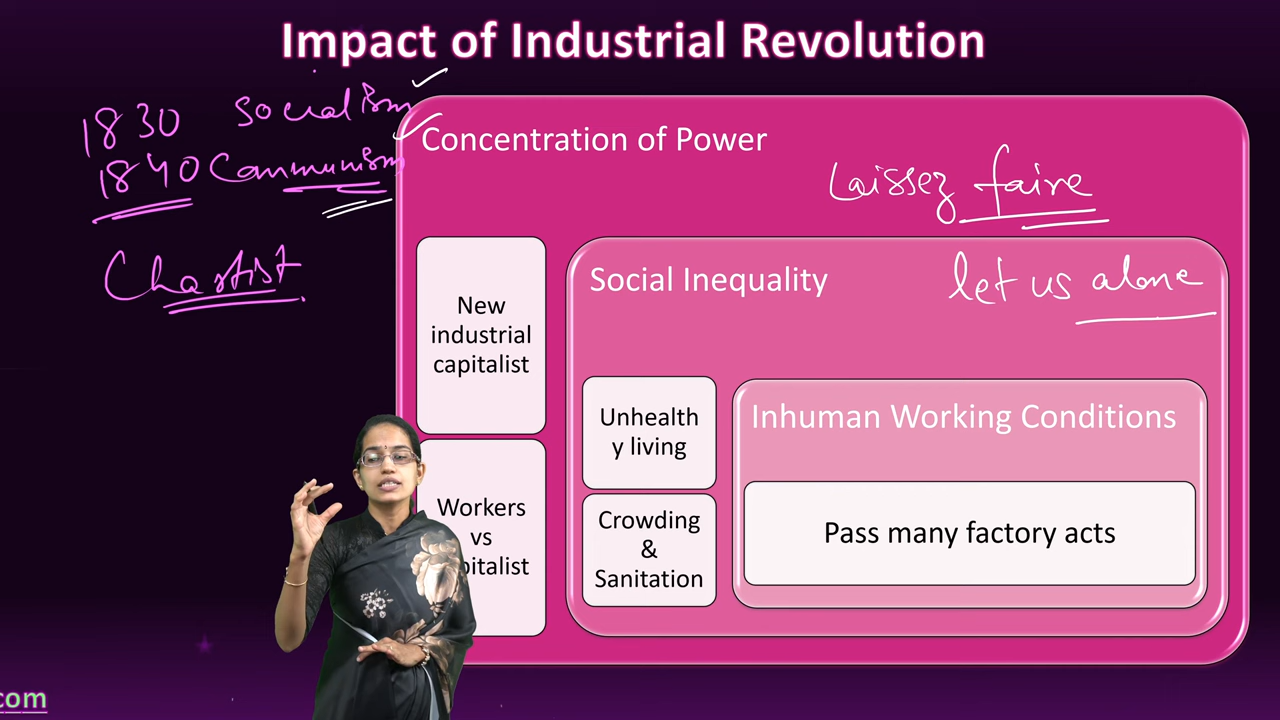 Impact of Industrial Revolution
1830 Socialism
1840 Communism
Chartist
Concentration of Power
Laissez faire
New
industrial
capitalist
Workers
vs
pitalist
Social Inequality
let us alone
Unhealth
y living
Crowding
&
Sanitation
Inhuman Working Conditions
Pass many factory acts
com